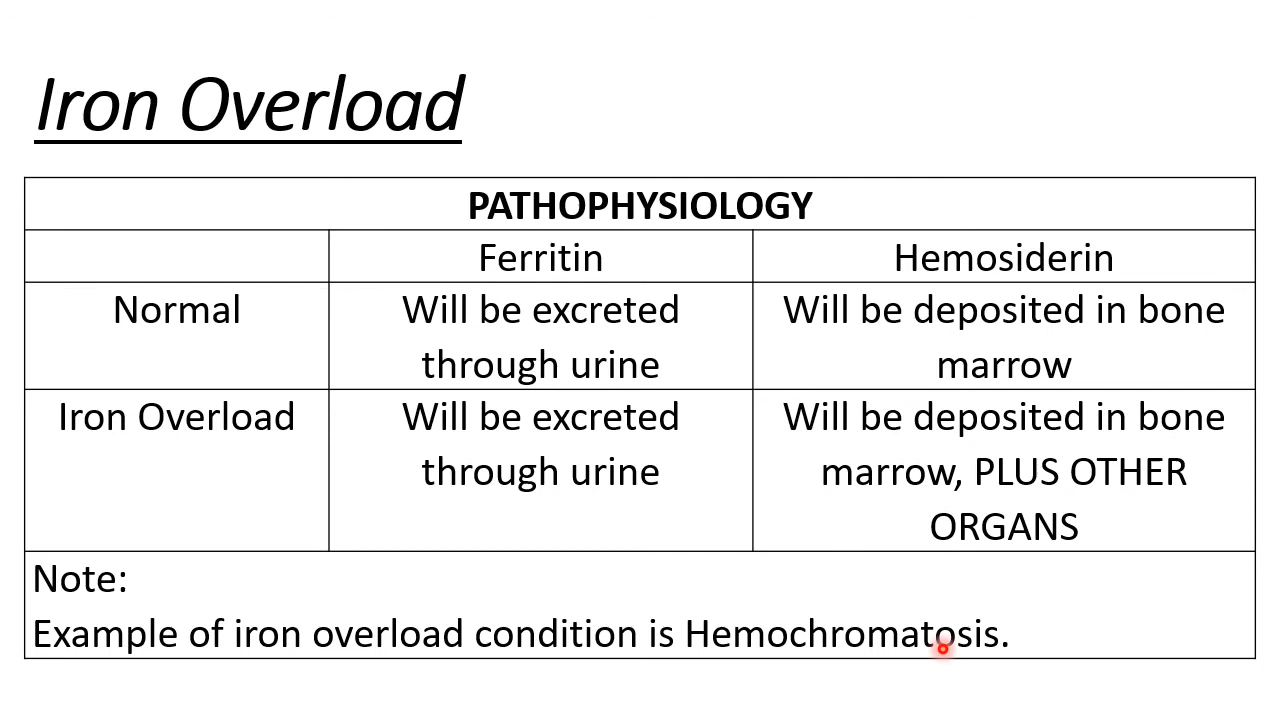 Iron Overload
PATHOPHYSIOLOGY
Ferritin
Hemosiderin
Normal
Will be excreted
through urine
Will be deposited in bone
marrow
Iron Overload
Will be excreted
through urine
Will be deposited in bone
marrow, PLUS OTHER
ORGANS
Note:
Example of iron overload condition is Hemochromatosis.